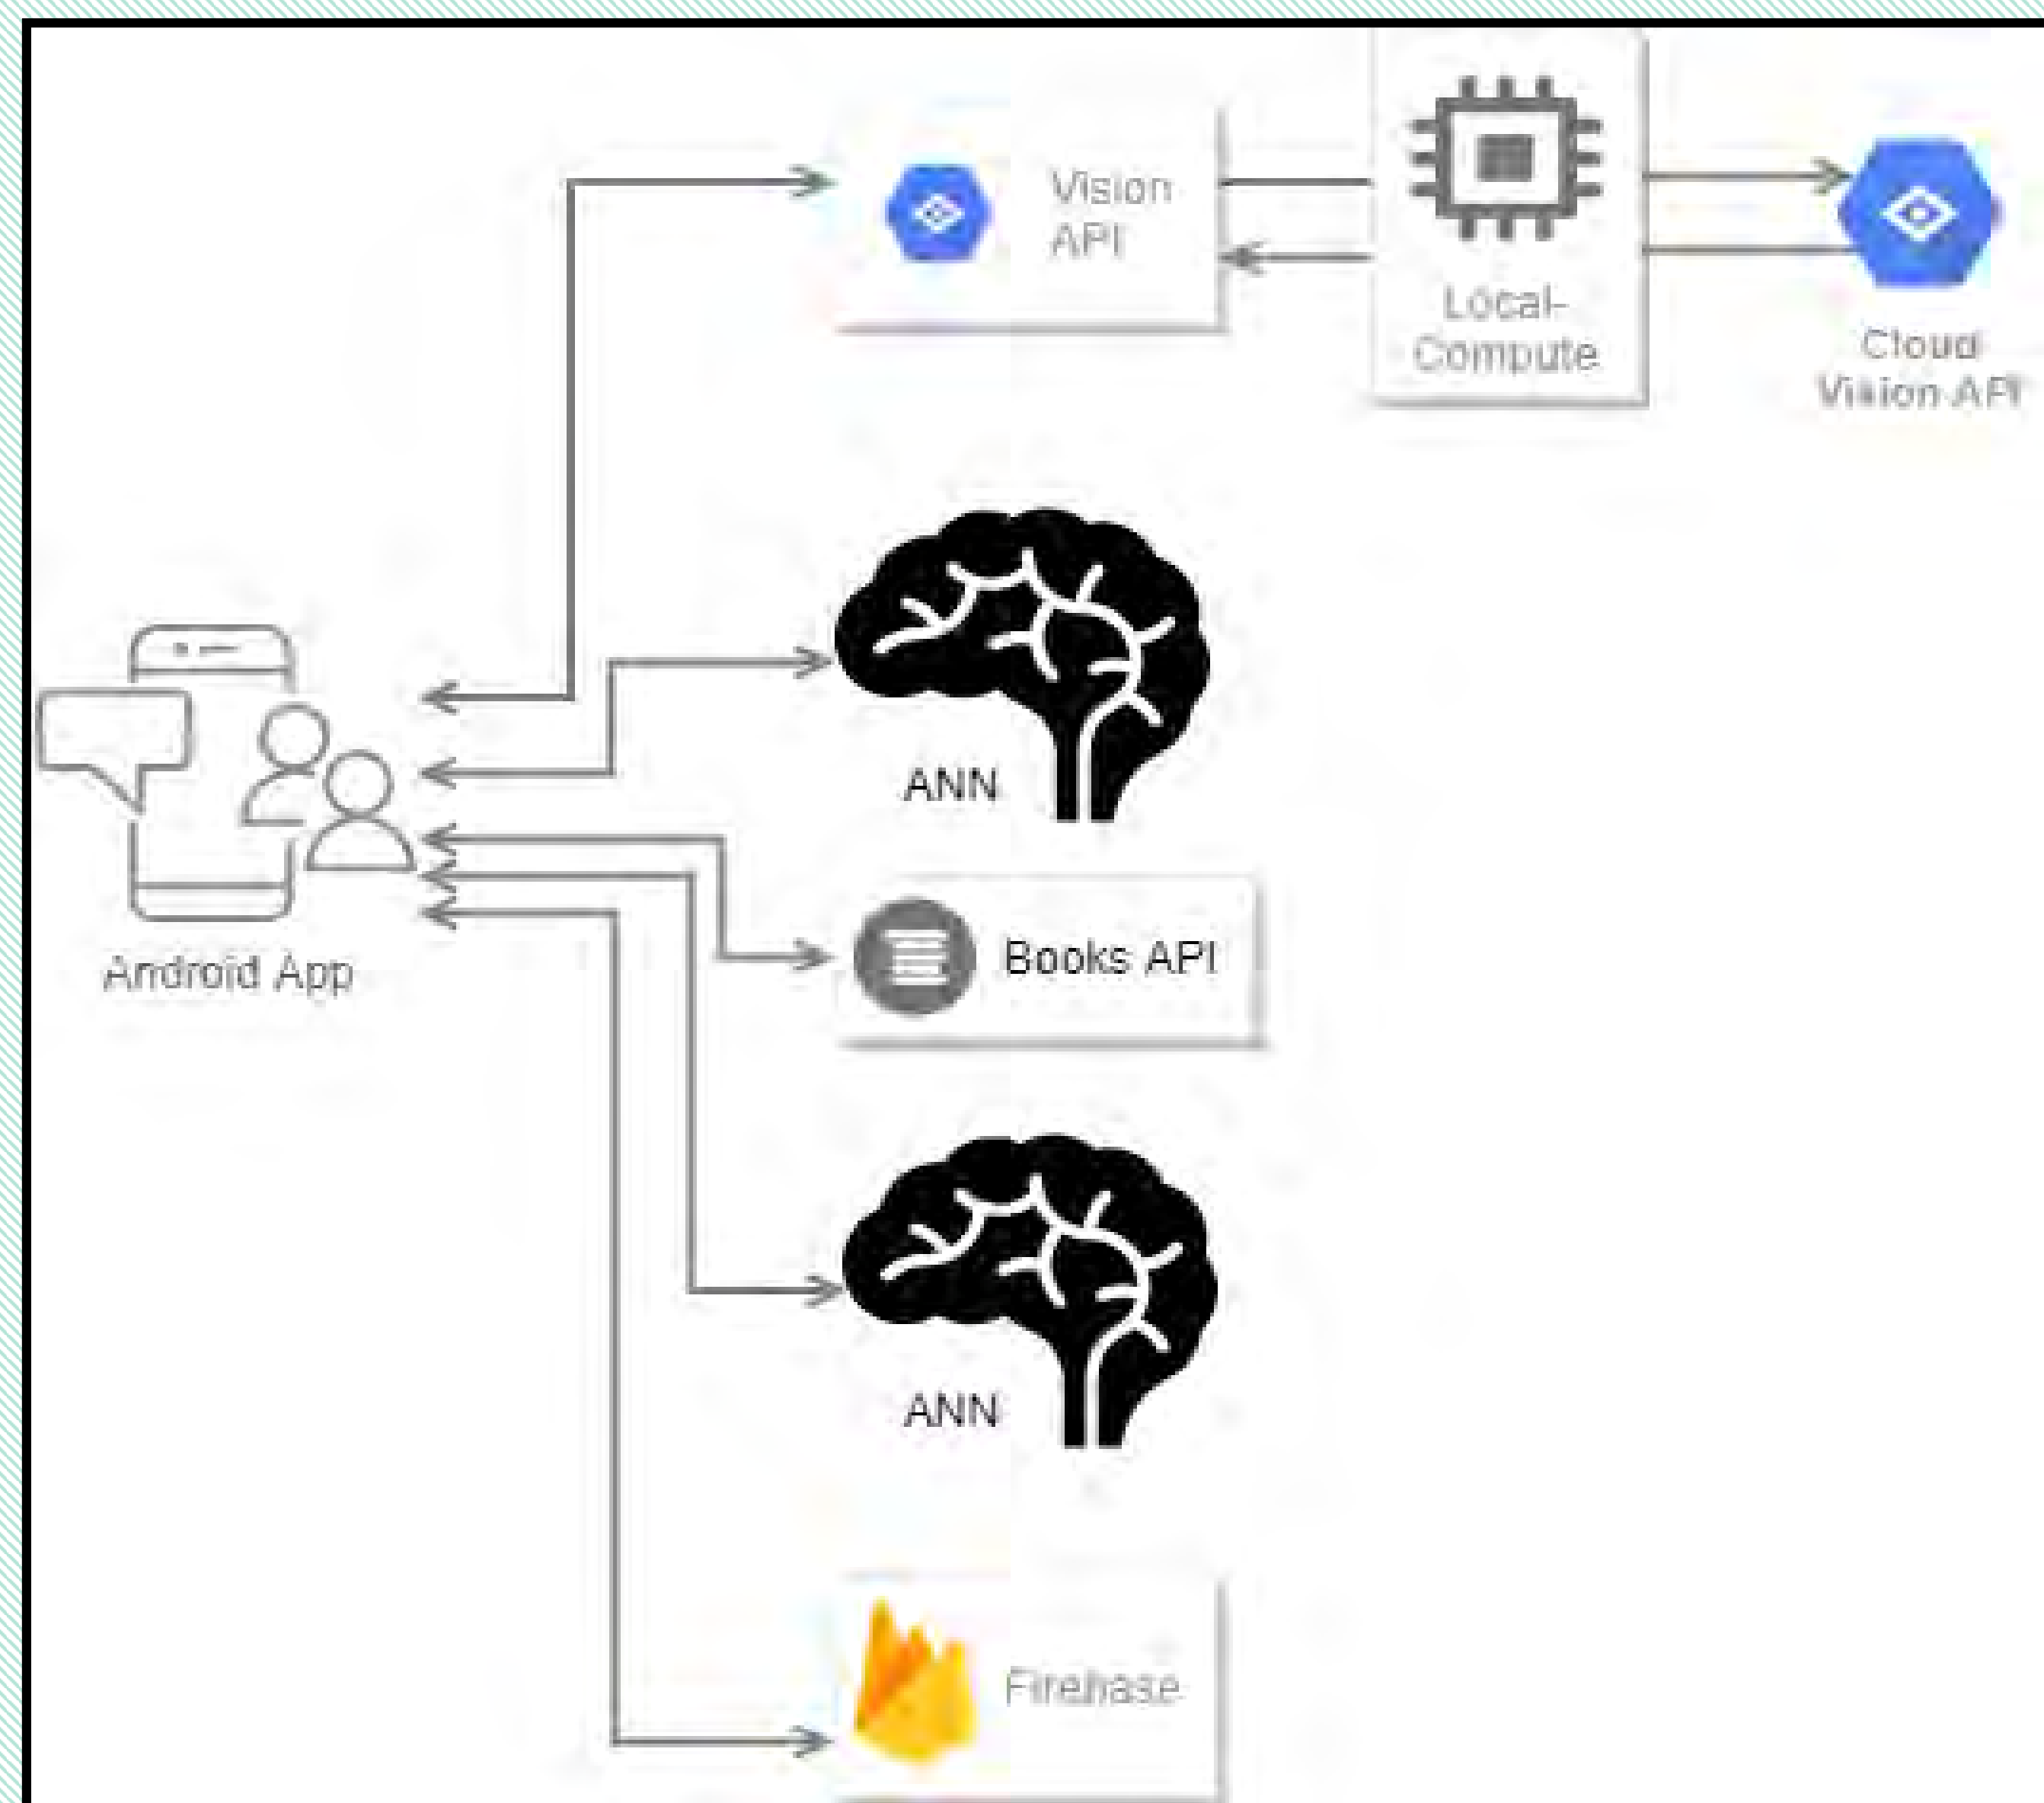 Vision
API
Local-
Compute
Cloud
Vision API
ANN
Android App
Books API
ANN
Firebase